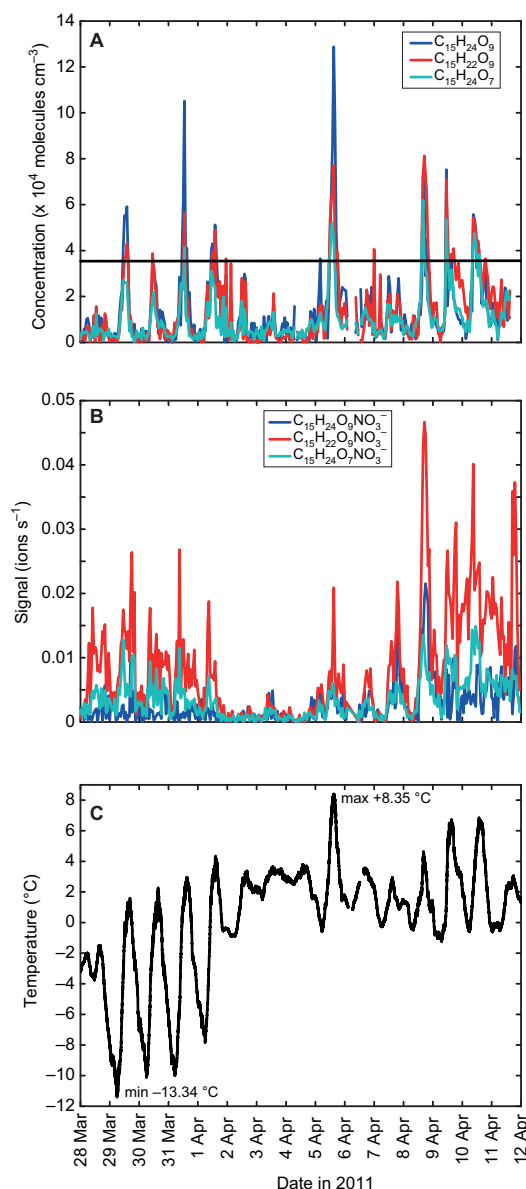 A
C₁₅H₂₄O₉
C₁₅H₂₂O₉
C₁₅H₂₄O₇
Concentration (x 10⁴ molecules cm⁻³)
14
12
10
8
6
4
2
0
B
C₁₅H₂₄O₉NO₃⁻
C₁₅H₂₂O₉NO₃⁻
C₁₅H₂₄O₇NO₃⁻
Signal (ions s⁻¹)
0.05
0.04
0.03
0.02
0.01
0
C
max +8.35 °C
min –13.34 °C
Temperature (°C)
8
6
4
2
0
−2
−4
−6
−8
−10
−12
28 Mar
29 Mar
30 Mar
31 Mar
1 Apr
2 Apr
3 Apr
4 Apr
5 Apr
6 Apr
7 Apr
8 Apr
9 Apr
10 Apr
11 Apr
12 Apr
Date in 2011